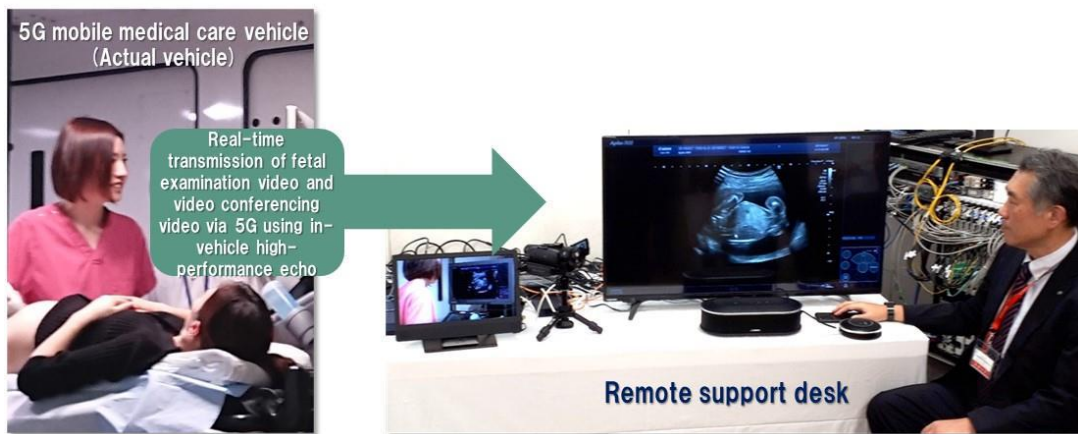 5G mobile medical care vehicle
(Actual vehicle)
Real-time
transmission of fetal
examination video and
video conferencing
video via 5G using in-
vehicle high-
performance echo
Remote support desk